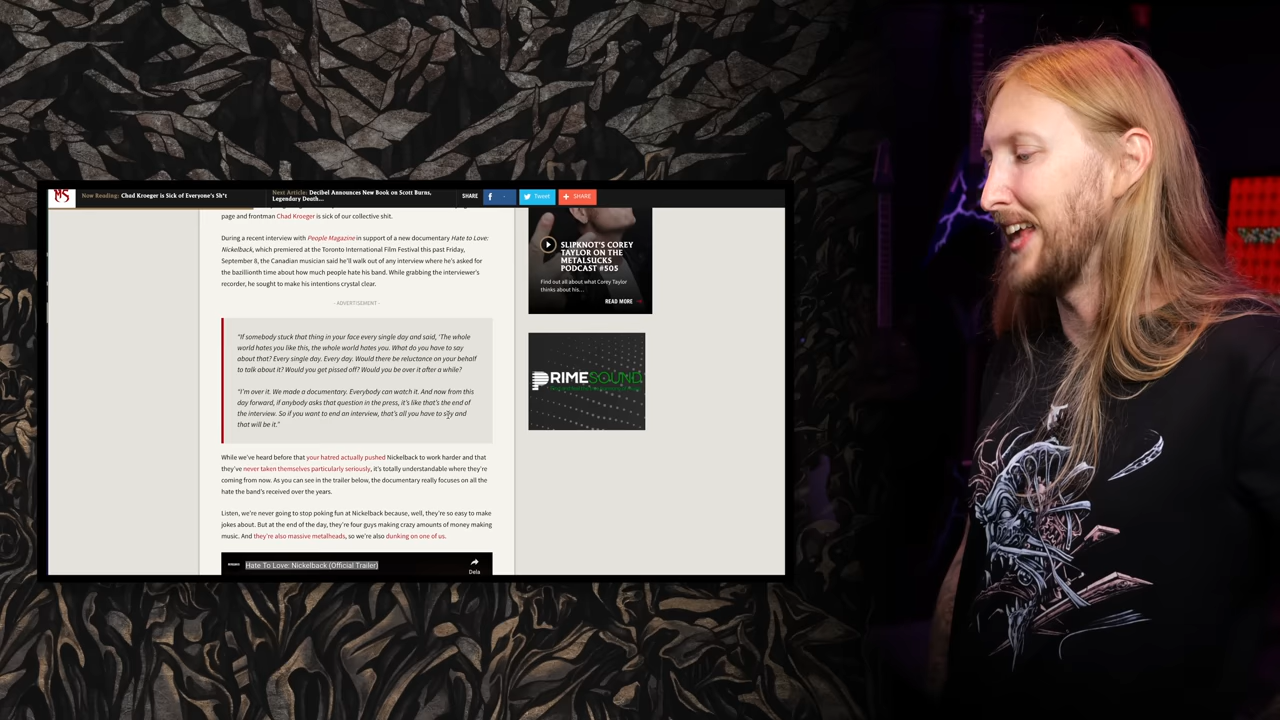 MS
Now Reading: Chad Kroeger is Sick of Everyone's Sh*t
Next Article: Decibel Announces New Book on Scott Burns,
Legendary Death...
SHARE
Tweet
SHARE
page and frontman Chad Kroeger is sick of our collective shit.
During a recent interview with People Magazine in support of a new documentary Hate to Love:
Nickelback, which premiered at the Toronto International Film Festival this past Friday,
September 8, the Canadian musician said he'll walk out of any interview where he's asked for
the bazillionth time about how much people hate his band. While grabbing the interviewer's
recorder, he sought to make his intentions crystal clear.
- ADVERTISEMENT -
"If somebody stuck that thing in your face every single day and said, 'The whole
world hates you like this, the whole world hates you. What do you have to say
about that? Every single day. Every day. Would there be reluctance on your behalf
to talk about it? Would you get pissed off? Would you be over it after a while?
"I'm over it. We made a documentary. Everybody can watch it. And now from this
day forward, if anybody asks that question in the press, it's like that's the end of
the interview. So if you want to end an interview, that's all you have to say and
that will be it."
While we've heard before that your hatred actually pushed Nickelback to work harder and that
they've never taken themselves particularly seriously, it's totally understandable where they're
coming from now. As you can see in the trailer below, the documentary really focuses on all the
hate the band's received over the years.
Listen, we're never going to stop poking fun at Nickelback because, well, they're so easy to make
jokes about. But at the end of the day, they're four guys making crazy amounts of money making
music. And they're also massive metalheads, so we're also dunking on one of us.
Hate To Love: Nickelback (Official Trailer)
Dela
SLIPKNOT'S COREY
TAYLOR ON THE
METALSUCKS
PODCAST #505
Find out all about what Corey Taylor
thinks about his...
READ MORE
PRIMESOUND